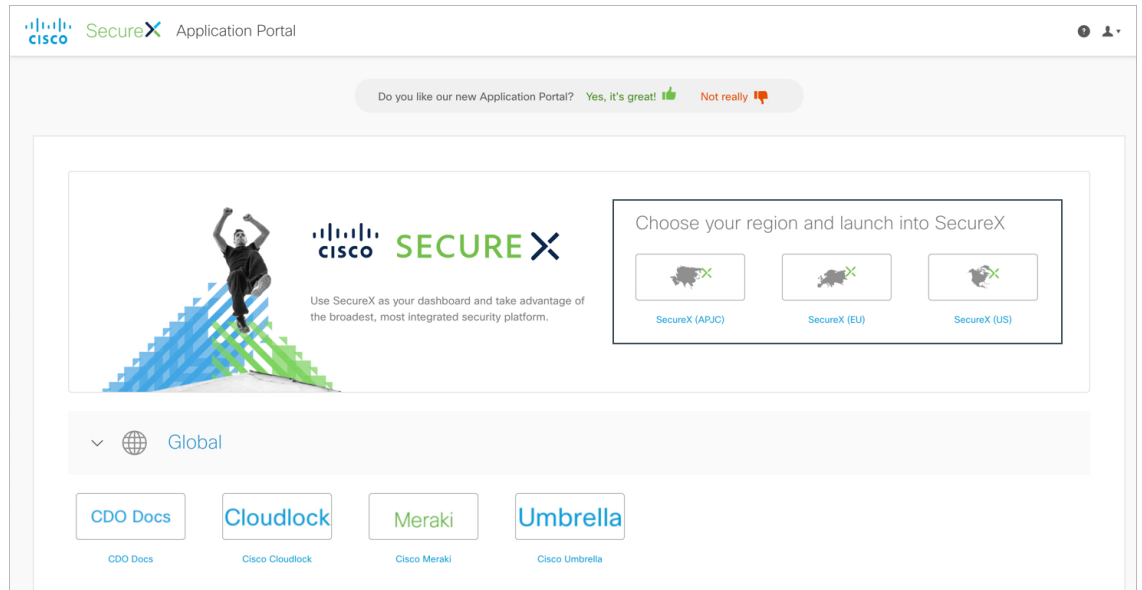 CISCO SecureX Application Portal
Do you like our new Application Portal? Yes, it's great! Not really
CISCO SECURE X
Use SecureX as your dashboard and take advantage of
the broadest, most integrated security platform.
Choose your region and launch into SecureX
SecureX (APJC) SecureX (EU) SecureX (US)
Global
CDO Docs Cloudlock Meraki Umbrella
CDO Docs Cisco Cloudlock Cisco Meraki Cisco Umbrella